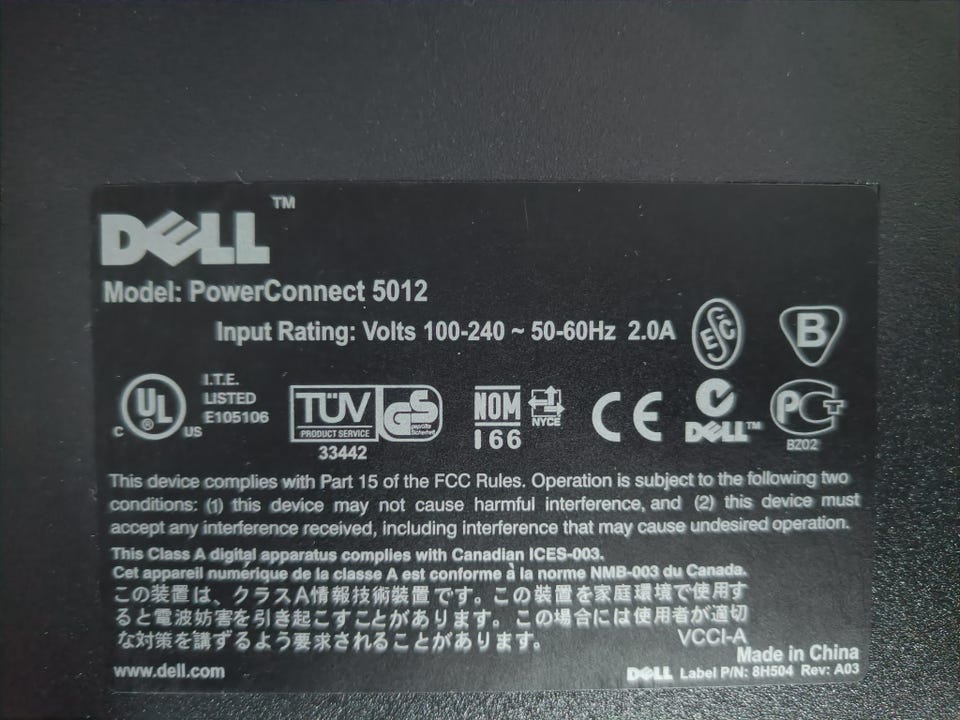 DELL™
Model: PowerConnect 5012
Input Rating: Volts 100-240 ~ 50-60Hz 2.0A
ESC
B
C UL ® US
I.T.E.
LISTED
E105106
TÜV
PRODUCT SERVICE
GS
geprüfte
Sicherheit
33442
NOM
166
NYCE
CE
DELL™
PCT
BZ02
This device complies with Part 15 of the FCC Rules. Operation is subject to the following two
conditions: (1) this device may not cause harmful interference, and (2) this device must
accept any interference received, including interference that may cause undesired operation.
This Class A digital apparatus complies with Canadian ICES-003.
Cet appareil numérique de la classe A est conforme à la norme NMB-003 du Canada.
この装置は、クラスA情報技術装置です。この装置を家庭環境で使用す
ると電波妨害を引き起こすことがあります。この場合には使用者が適切
な対策を講ずるよう要求されることがあります。
VCCI-A
Made in China
www.dell.com
DELL Label P/N: 8H504 Rev: A03